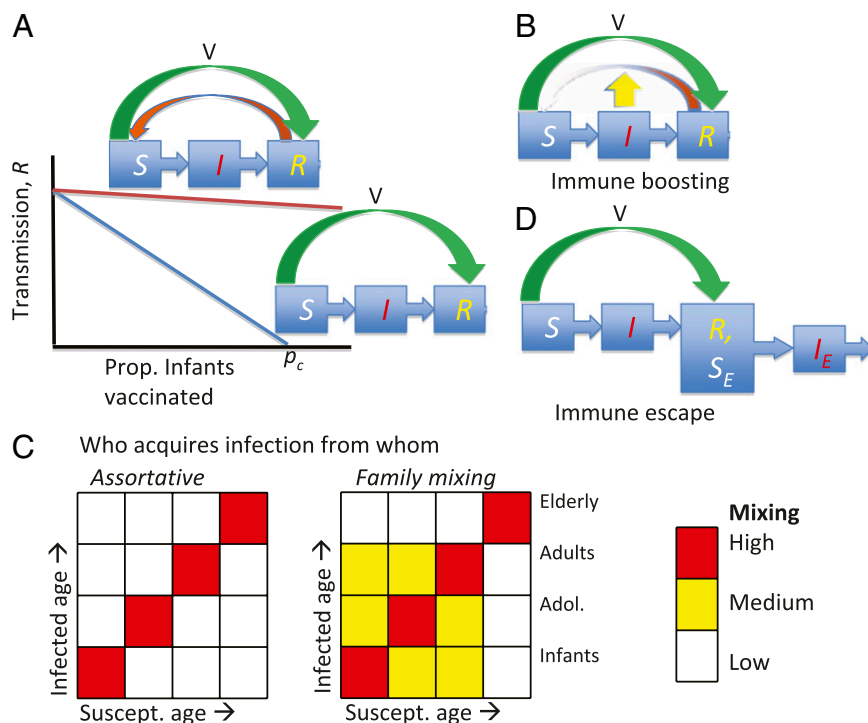 A
V
S
I
R
Transmission, R
V
S
I
R
p_c
Prop. Infants
vaccinated
B
V
S
I
R
Immune boosting
D
V
S
I
R,
S_E
I_E
Immune escape
C
Who acquires infection from whom
Assortative
Infected age →
Suscept. age →
Family mixing
Infected age →
Suscept. age →
Elderly
Adults
Adol.
Infants
Mixing
High
Medium
Low